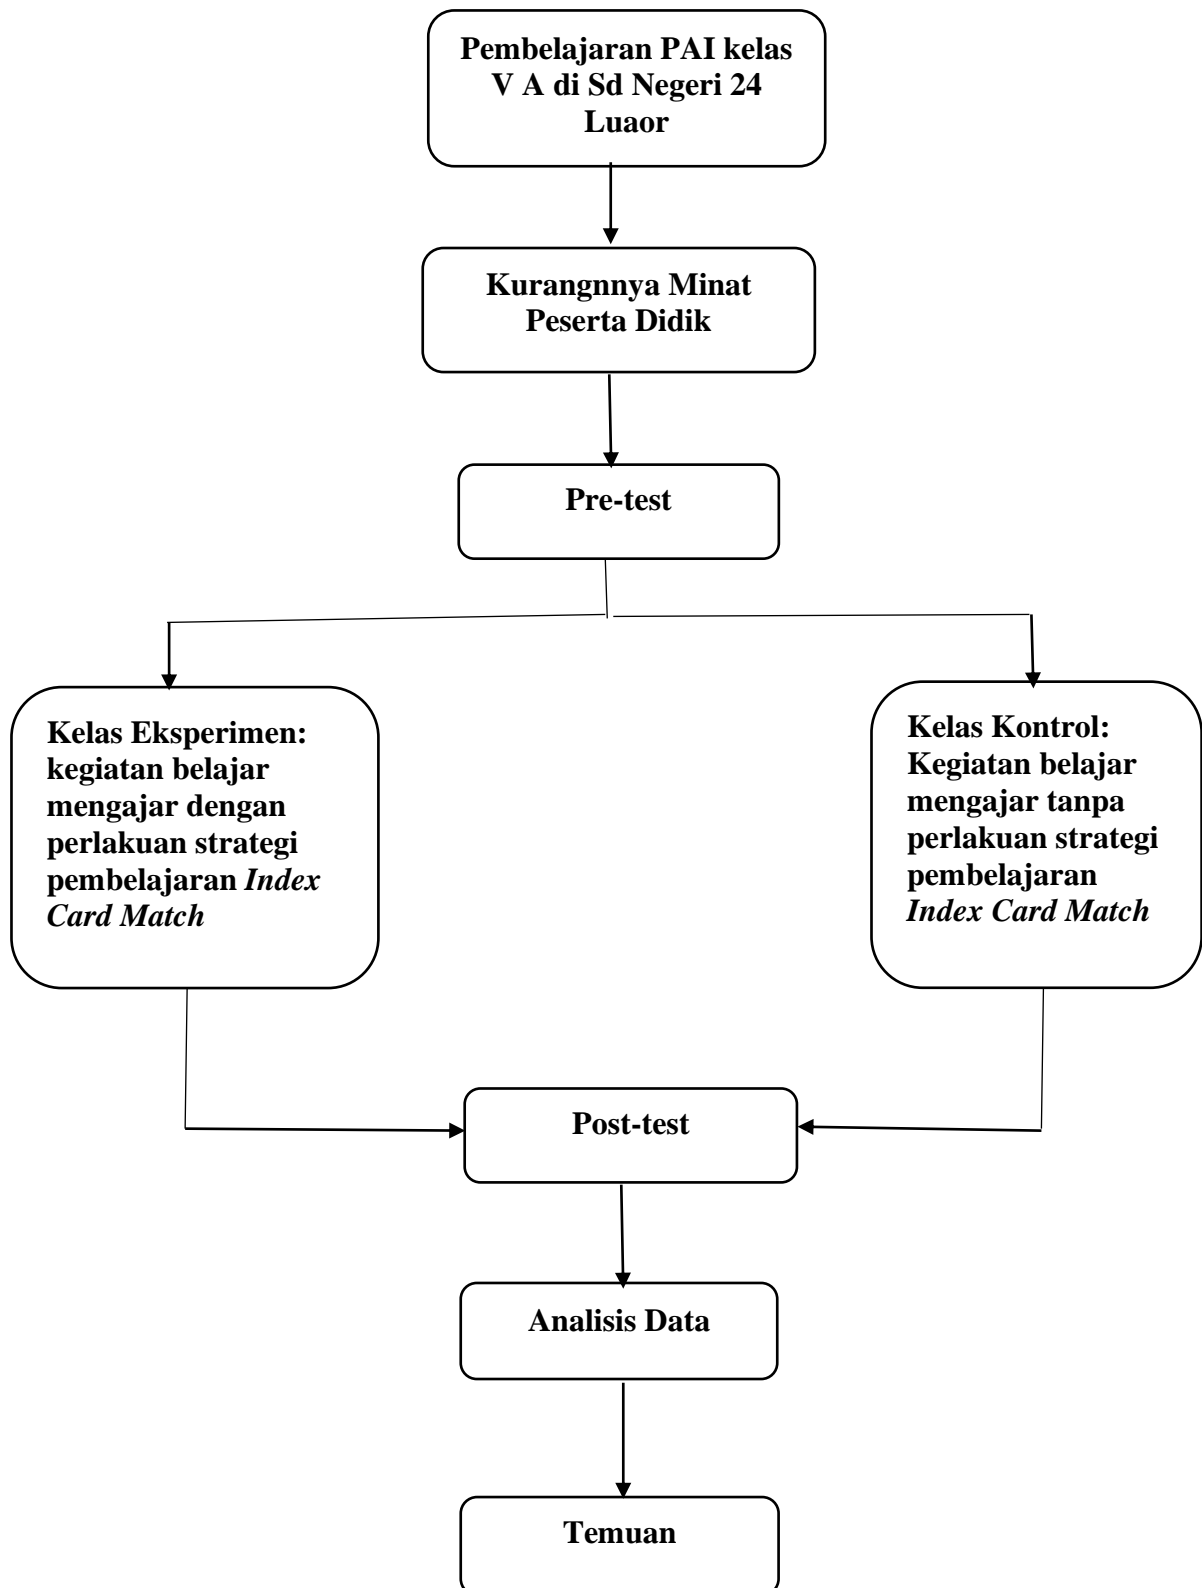 Pembelajaran PAI kelas
V A di Sd Negeri 24
Luaor
Kurangnnya Minat
Peserta Didik
Pre-test
Kelas Eksperimen:
kegiatan belajar
mengajar dengan
perlakuan strategi
pembelajaran Index
Card Match
Kelas Kontrol:
Kegiatan belajar
mengajar tanpa
perlakuan strategi
pembelajaran
Index Card Match
Post-test
Analisis Data
Temuan